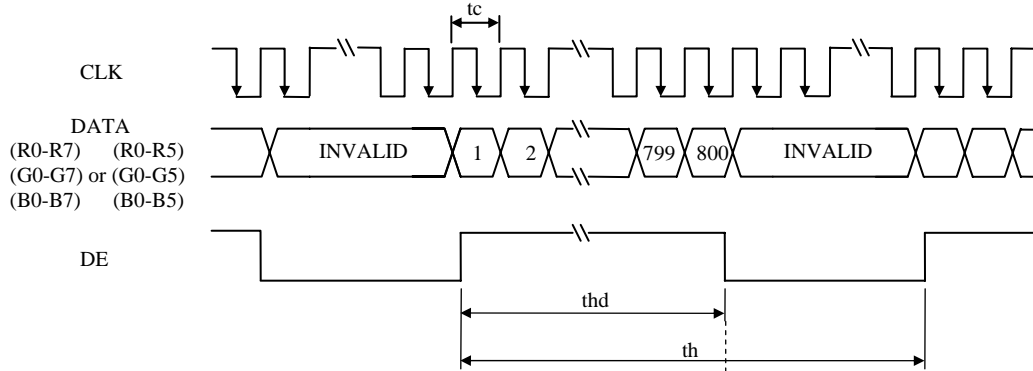 tc
CLK
DATA
(R0-R7) (R0-R5)
(G0-G7) or (G0-G5)
(B0-B7) (B0-B5)
INVALID 1 2 799 800 INVALID
DE
thd
th